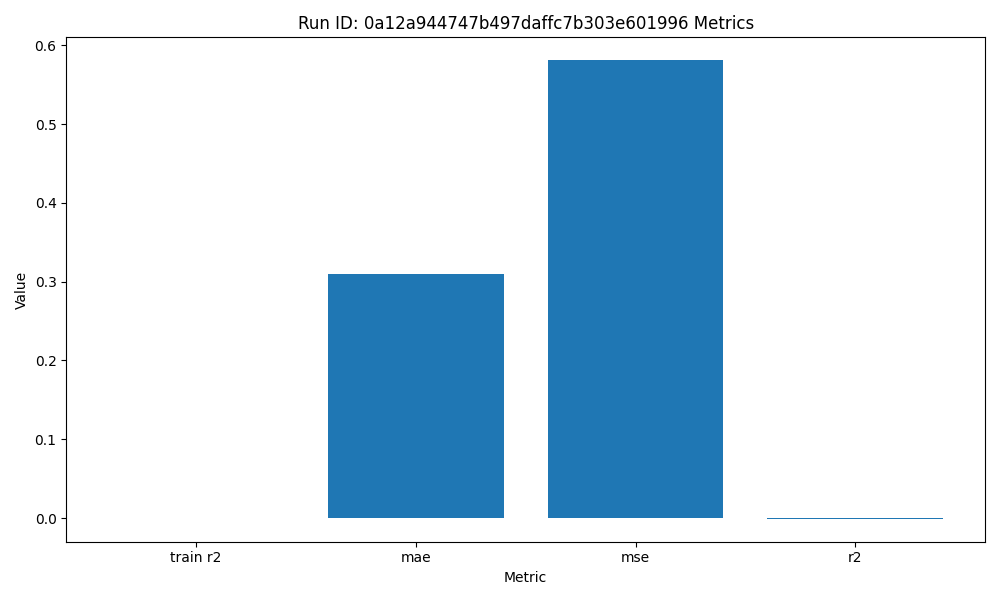 Run ID: 0a12a944747b497daffc7b303e601996 Metrics
0.6
0.5
0.4
0.3
0.2
0.1
0.0
Value
train r2
mae
mse
r2
Metric